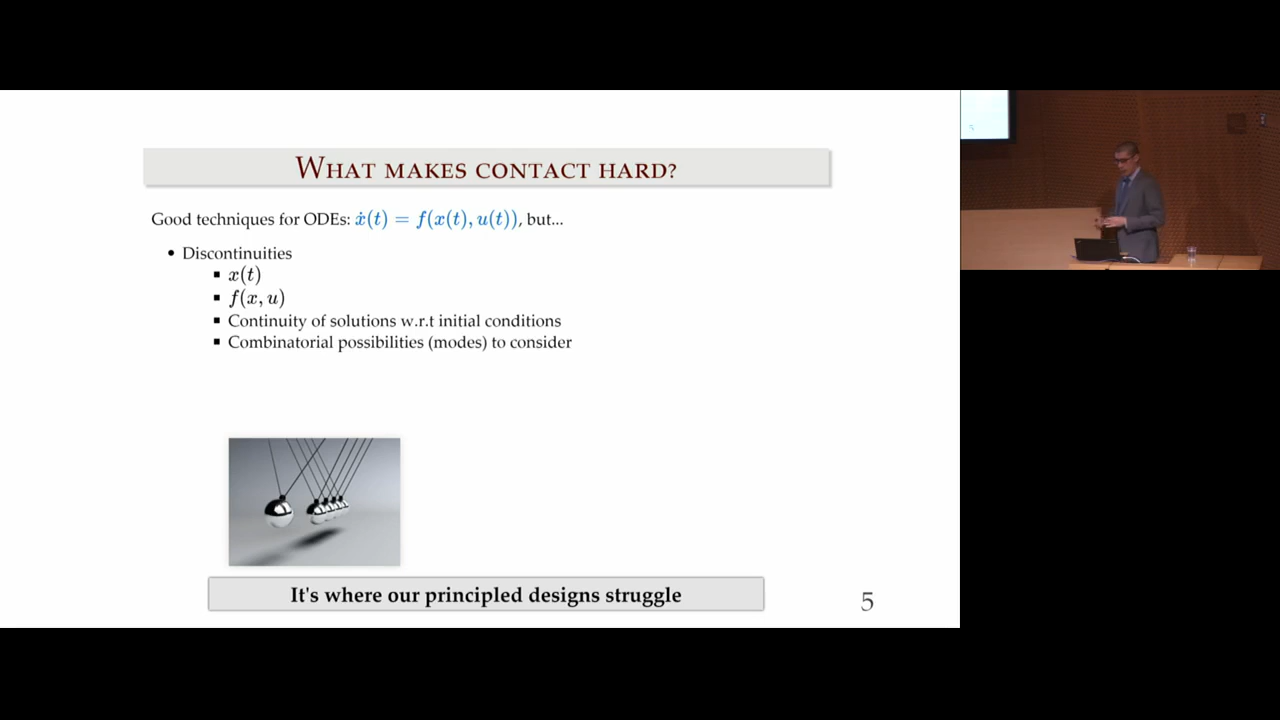 WHAT MAKES CONTACT HARD?
Good techniques for ODEs: ẋ(t) = f(x(t), u(t)), but...
• Discontinuities
▪ x(t)
▪ f(x, u)
▪ Continuity of solutions w.r.t initial conditions
▪ Combinatorial possibilities (modes) to consider
It's where our principled designs struggle
5
5